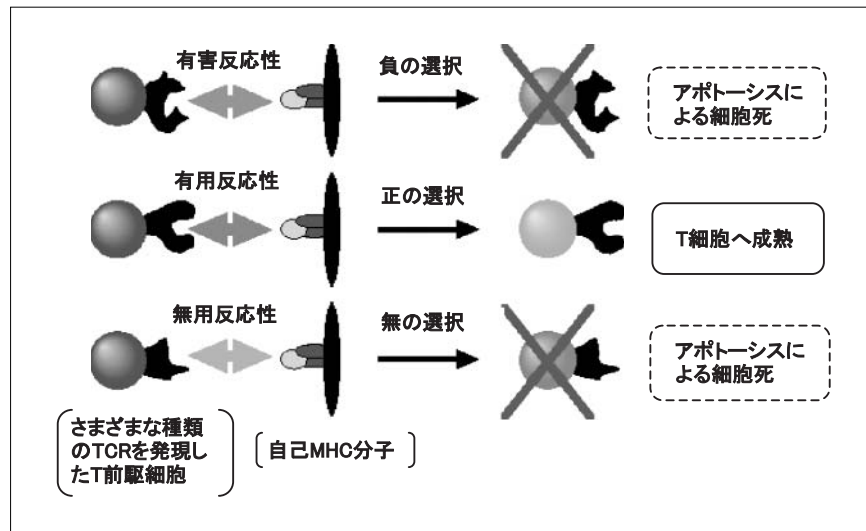 有害反応性
負の選択
アポトーシスに
よる細胞死
有用反応性
正の選択
T細胞へ成熟
無用反応性
無の選択
アポトーシスに
よる細胞死
さまざまな種類
のTCRを発現し
たT前駆細胞
自己MHC分子